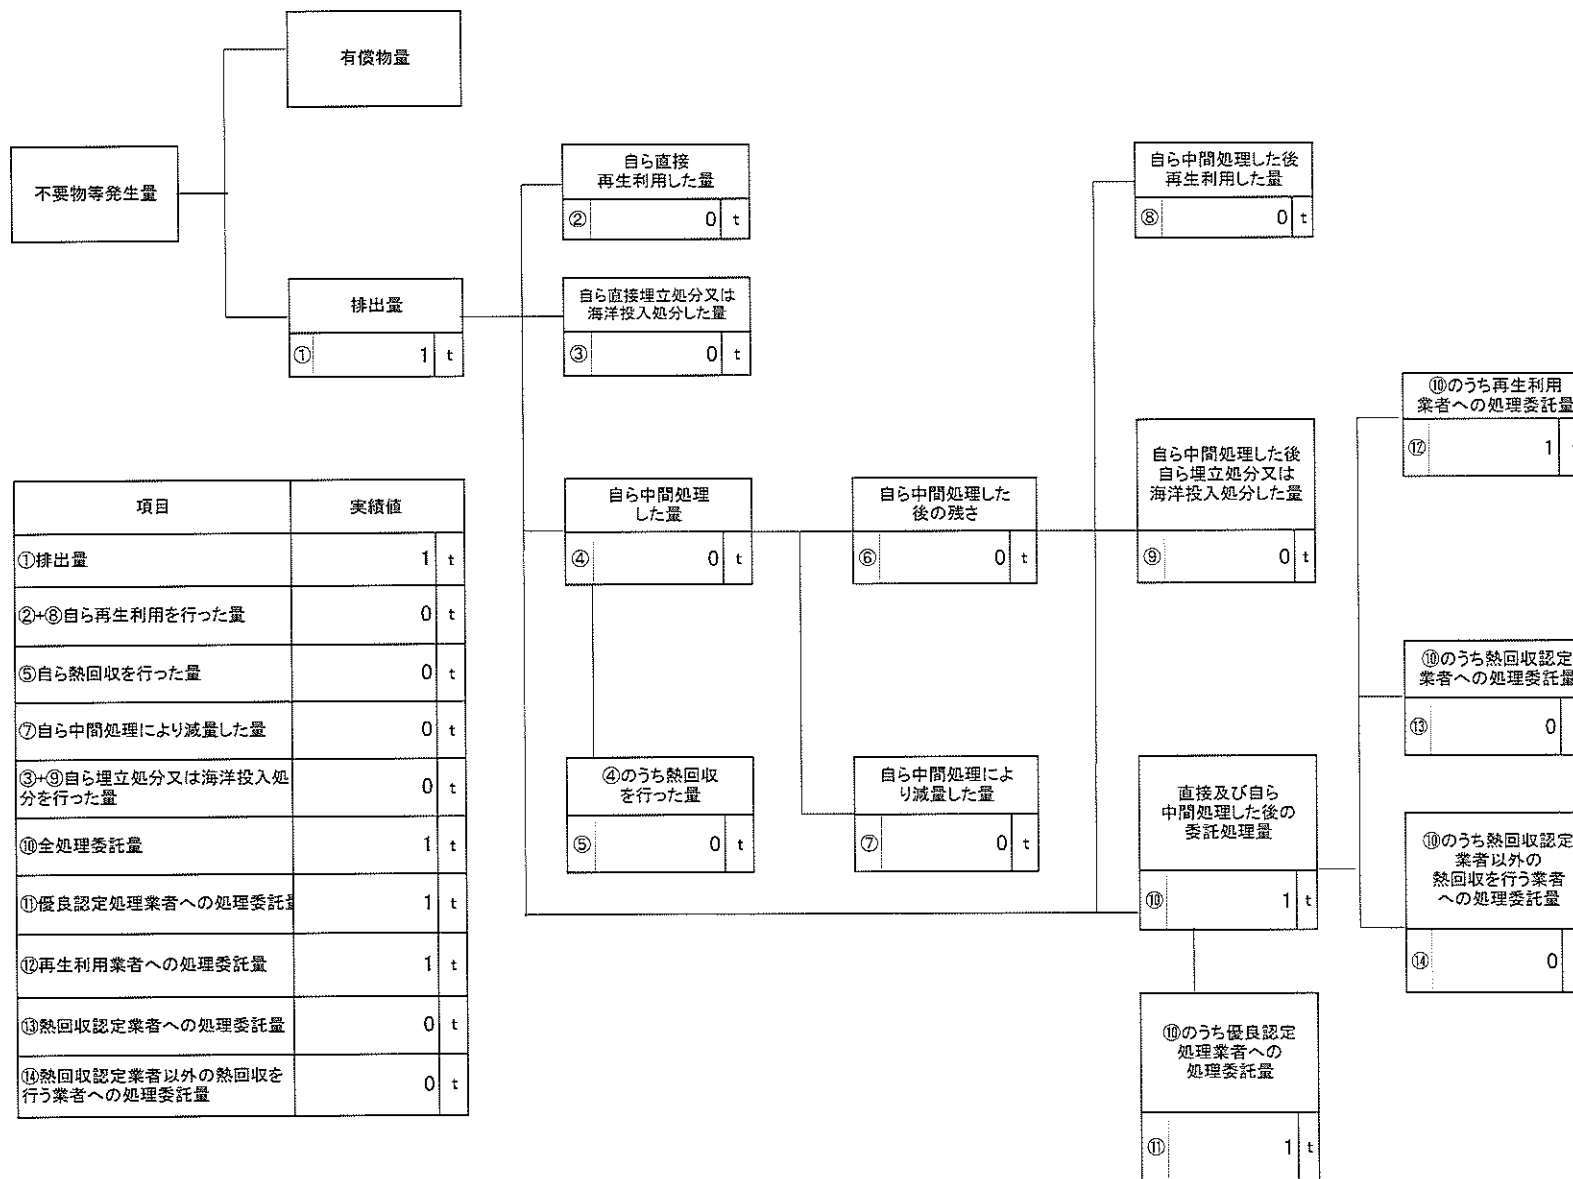 有償物量
不要物等発生量
排出量
① 1 t
自ら直接
再生利用した量
② 0 t
自ら直接埋立処分又は
海洋投入処分した量
③ 0 t
自ら中間処理
した量
④ 0 t
④のうち熱回収
を行った量
⑤ 0 t
自ら中間処理した
後の残さ
⑥ 0 t
自ら中間処理によ
り減量した量
⑦ 0 t
自ら中間処理した後
再生利用した量
⑧ 0 t
自ら中間処理した後
自ら埋立処分又は
海洋投入処分した量
⑨ 0 t
直接及び自ら
中間処理した後の
委託処理量
⑩ 1 t
⑩のうち優良認定
処理業者への
処理委託量
⑪ 1 t
⑩のうち再生利用
業者への処理委託量
⑫ 1
⑩のうち熱回収認定
業者への処理委託量
⑬ 0
⑩のうち熱回収認定
業者以外の
熱回収を行う業者
への処理委託量
⑭ 0
項目 実績値
①排出量 1 t
②+⑧自ら再生利用を行った量 0 t
⑤自ら熱回収を行った量 0 t
⑦自ら中間処理により減量した量 0 t
③+⑨自ら埋立処分又は海洋投入処
分を行った量 0 t
⑩全処理委託量 1 t
⑪優良認定処理業者への処理委託量 1 t
⑫再生利用業者への処理委託量 1 t
⑬熱回収認定業者への処理委託量 0 t
⑭熱回収認定業者以外の熱回収を
行う業者への処理委託量 0 t